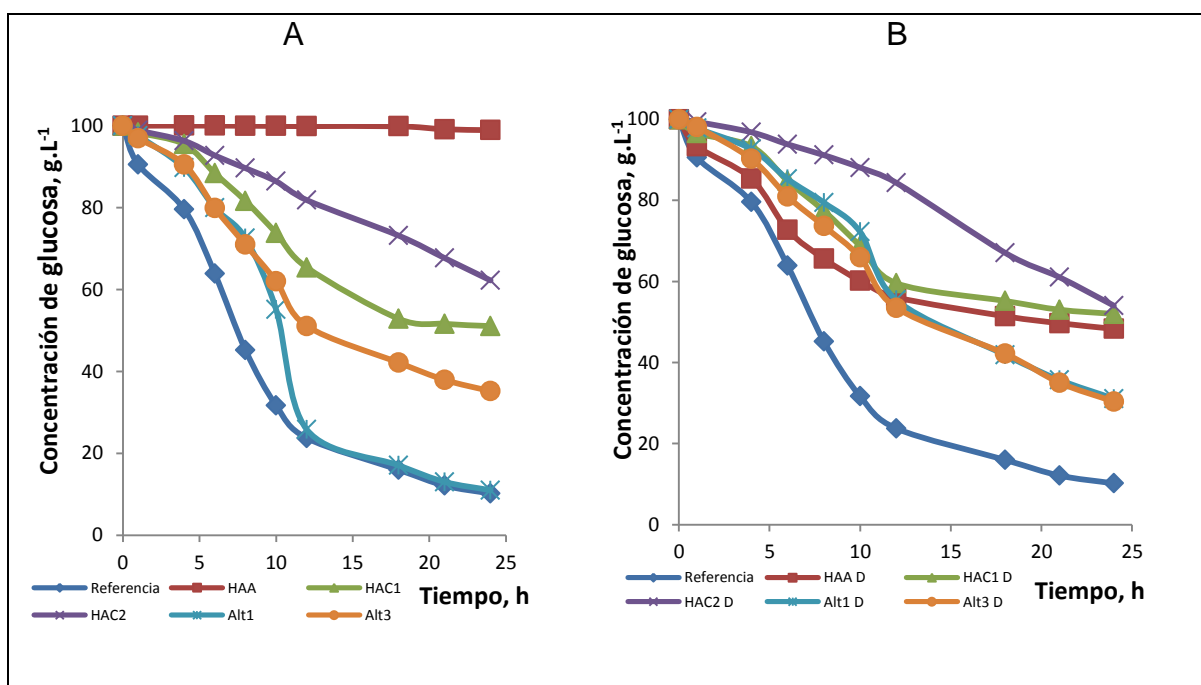 A
Concentración de glucosa, g.L-1
100
80
60
40
20
0
0 5 10 15 20 25
Tiempo, h
Referencia HAA HAC1
HAC2 Alt1 Alt3
B
Concentración de glucosa, g.L-1
100
80
60
40
20
0
0 5 10 15 20 25
Tiempo, h
Referencia HAA D HAC1 D
HAC2 D Alt1 D Alt3 D